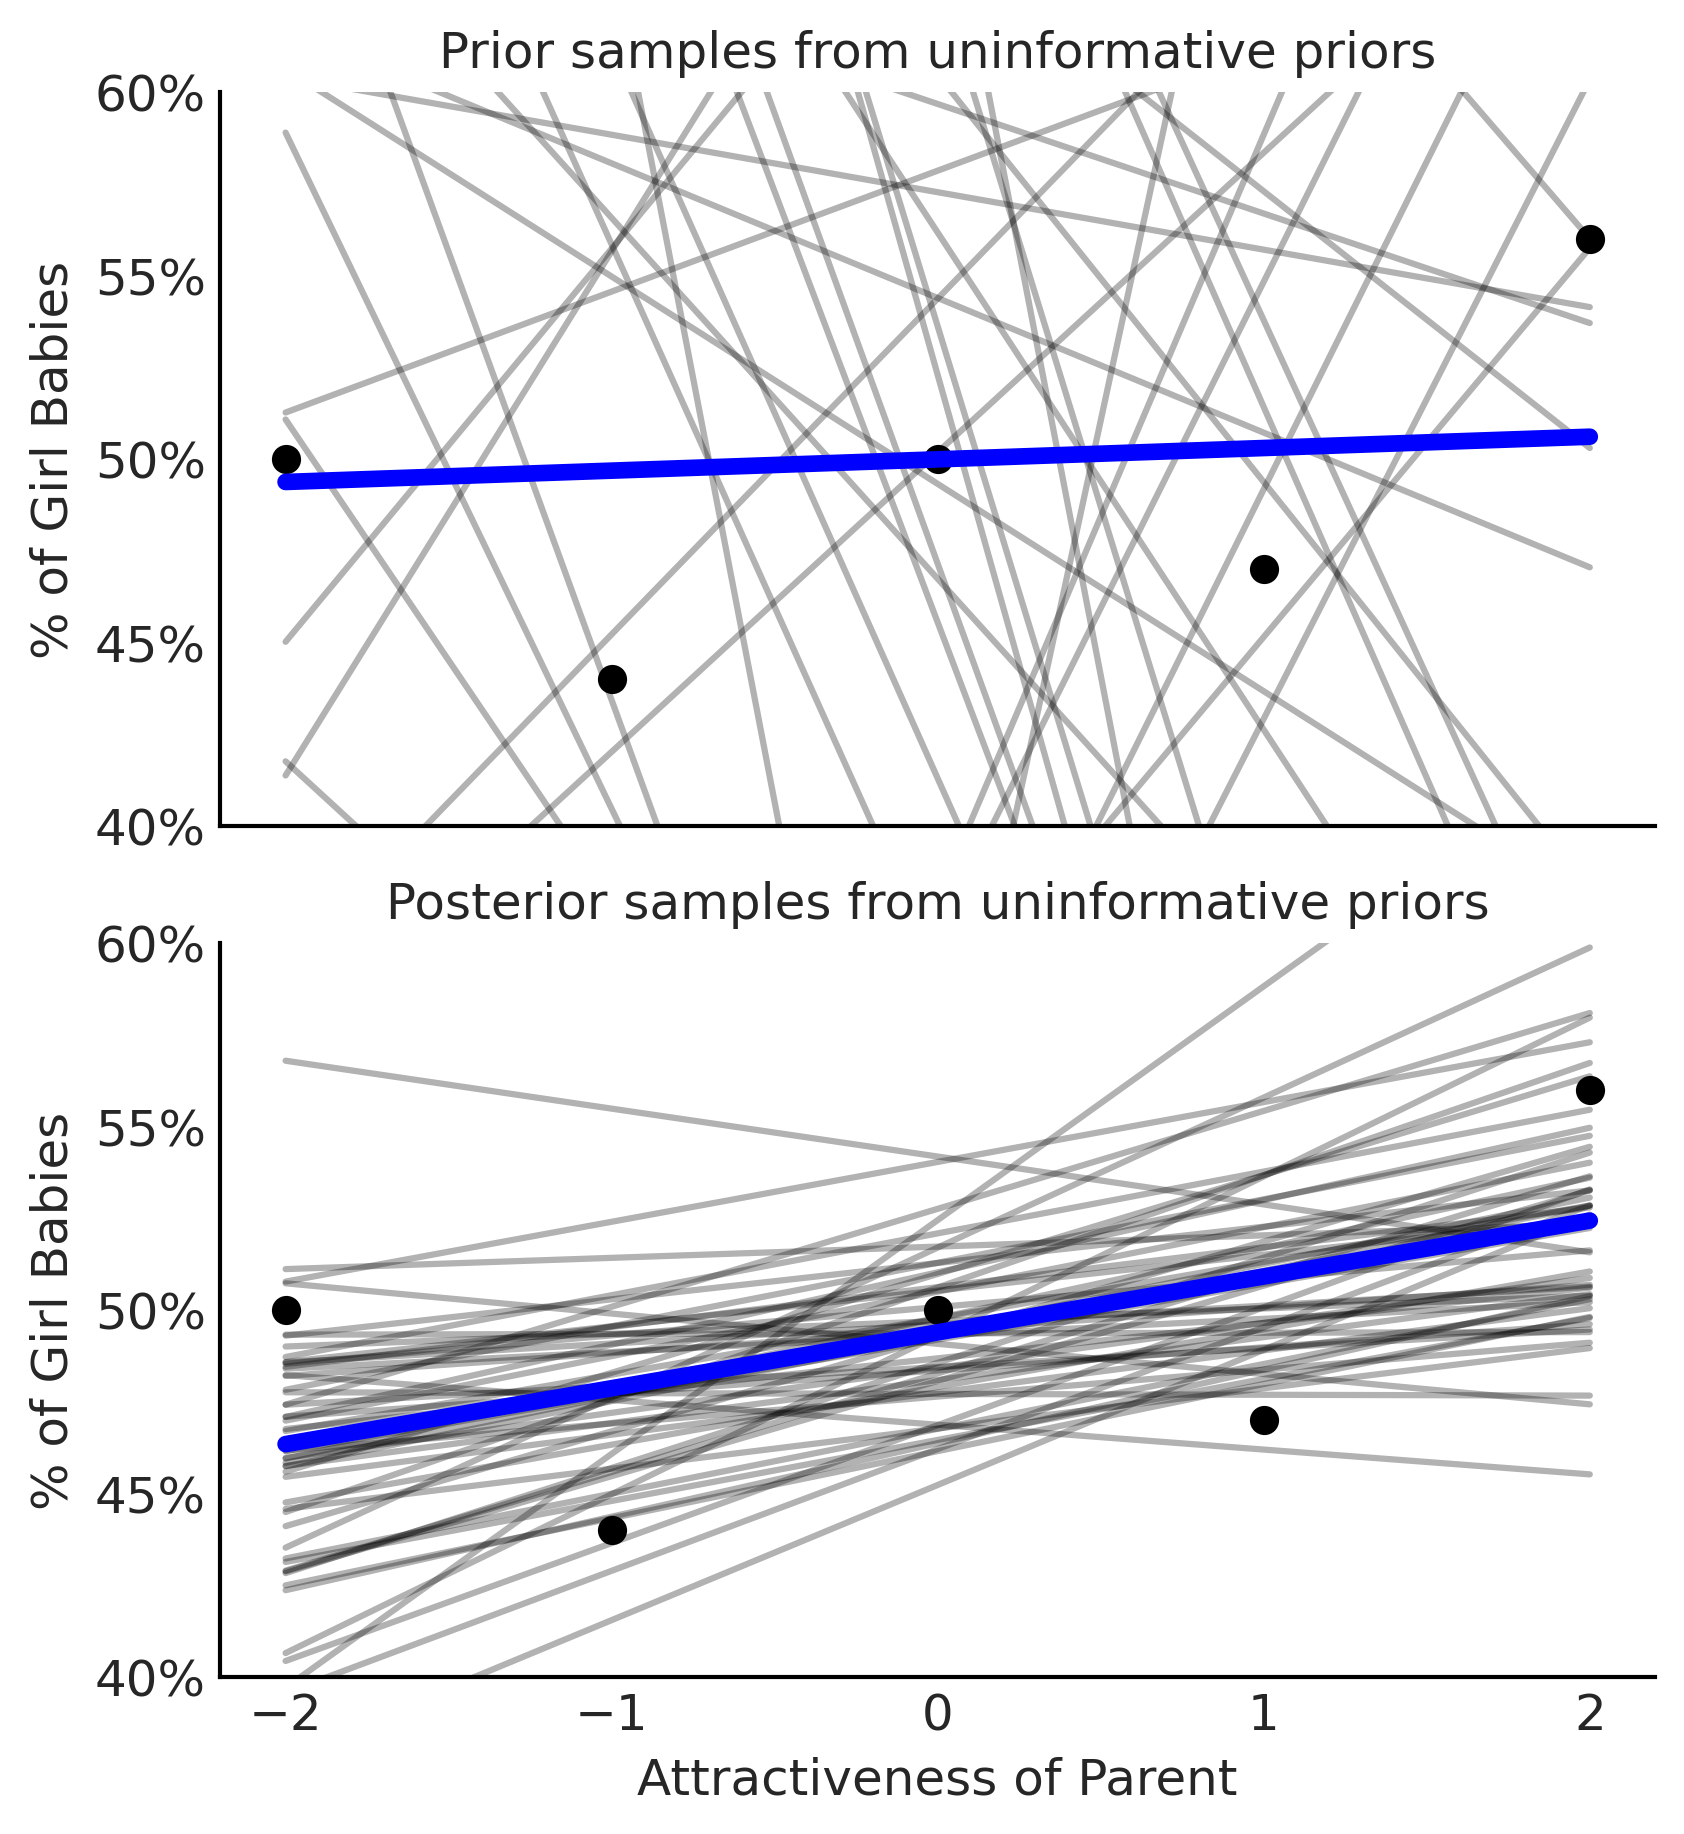 Prior samples from uninformative priors
60%
55%
50%
45%
40%
% of Girl Babies
Posterior samples from uninformative priors
60%
55%
50%
45%
40%
% of Girl Babies
−2 −1 0 1 2
Attractiveness of Parent